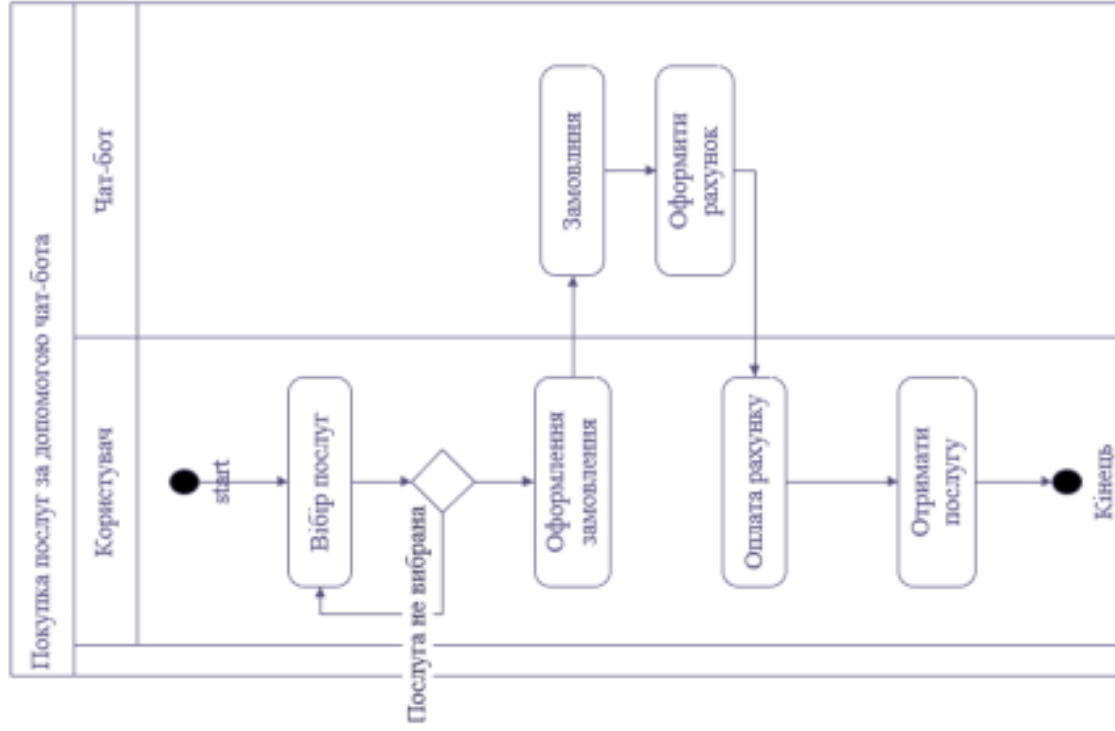 Покупка послуг за допомогою чат-бота
Користувач
Чат-бот
start
Вібір послуг
Послуга не вибрана
Оформлення
замовлення
Замовлння
Оформити
рахунок
Оплата рахунку
Отримати
послугу
Кінець